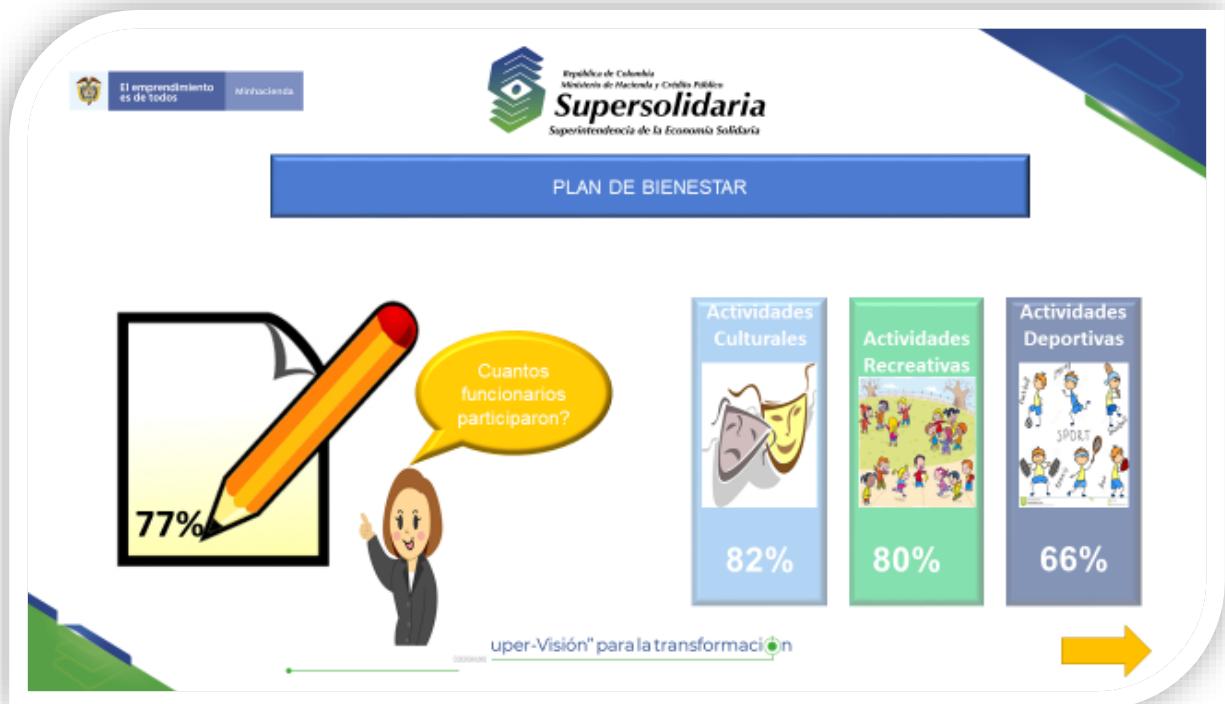 El emprendimiento
es de todos
Minhacienda
República de Colombia
Ministerio de Hacienda y Crédito Público
Supersolidaria
Superintendencia de la Economía Solidaria
PLAN DE BIENESTAR
77%
Cuantos
funcionarios
participaron?
Actividades
Culturales
82%
Actividades
Recreativas
80%
Actividades
Deportivas
SPORT
66%
uper-Visión" para la transformación